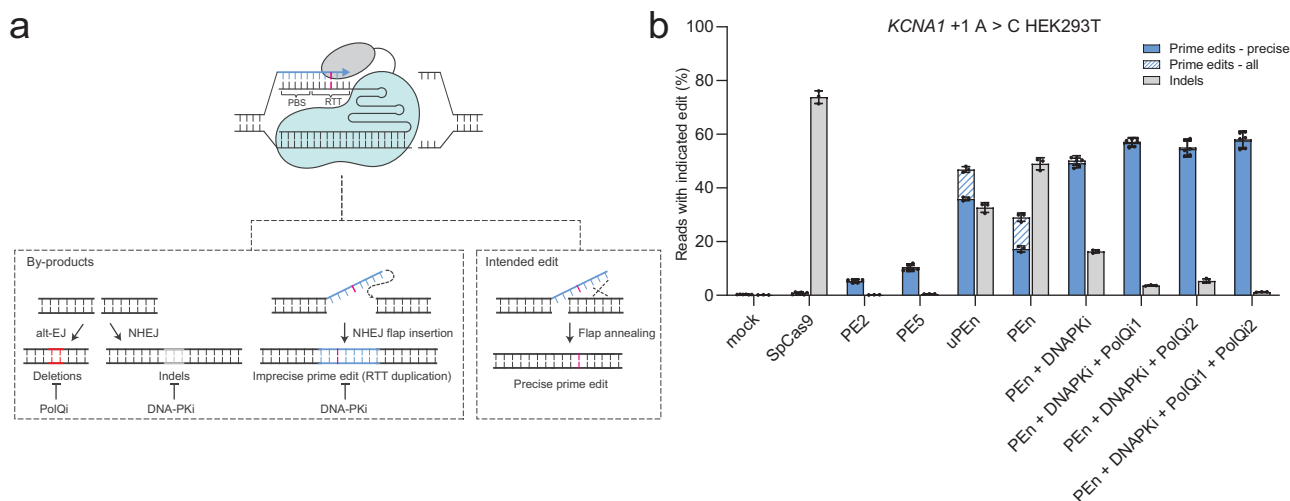 a
PBS
RTT
By-products
alt-EJ
NHEJ
NHEJ flap insertion
Deletions
Indels
Imprecise prime edit (RTT duplication)
PolQi
DNA-PKi
DNA-PKi
Intended edit
Flap annealing
Precise prime edit
b
KCNA1 +1 A > C HEK293T
Prime edits - precise
Prime edits - all
Indels
Reads with indicated edit (%)
100
80
60
40
20
0
mock
SpCas9
PE2
PE5
uPEn
PEn
PEn + DNAPKi
PEn + DNAPKi + PolQi1
PEn + DNAPKi + PolQi2
PEn + DNAPKi + PolQi1 + PolQi2